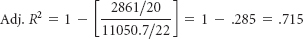 Adj. R² = 1 − [ 2861/20 / 11050.7/22 ] = 1 − .285 = .715